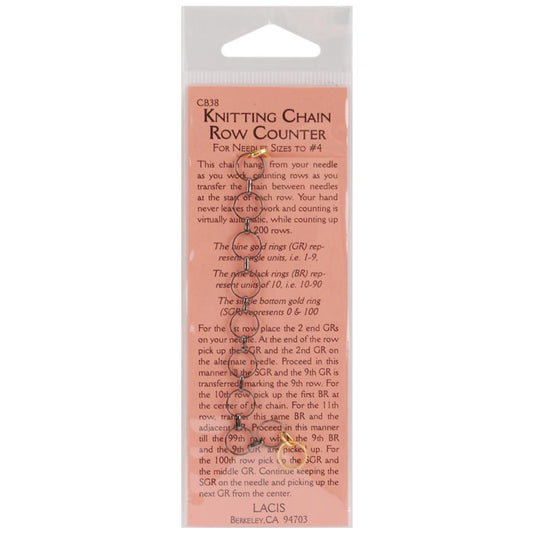 CB38
KNITTING CHAIN
ROW COUNTER
FOR NEEDLE SIZES TO #4
This chain hangs from your needle
as you work, counting rows as you
transfer the chain between needles
at the start of each row. Your hand
never leaves the work and counting is
virtually automatic, while counting up
200 rows.
The nine gold rings (GR) rep-
resent single units, i.e. 1-9.
The nine black rings (BR) rep-
resent units of 10, i.e. 10-90
The single bottom gold ring
(SGR) represents 0 & 100
For the 1st row place the 2 end GRs
on your needle. At the end of the row
pick up the SGR and the 2nd GR on
the alternate needle. Proceed in this
manner till the SGR and the 9th GR is
transferred, marking the 9th row. For
the 10th row pick up the first BR at
the center of the chain. For the 11th
row, transfer this same BR and the
adjacent GR. Proceed in this manner
till the 99th row when the 9th BR
and the 9th GR are picked up. For
the 100th row pick up the SGR and
the middle GR. Continue keeping the
SGR on the needle and picking up the
next GR from the center.
LACIS
BERKELEY, CA 94703